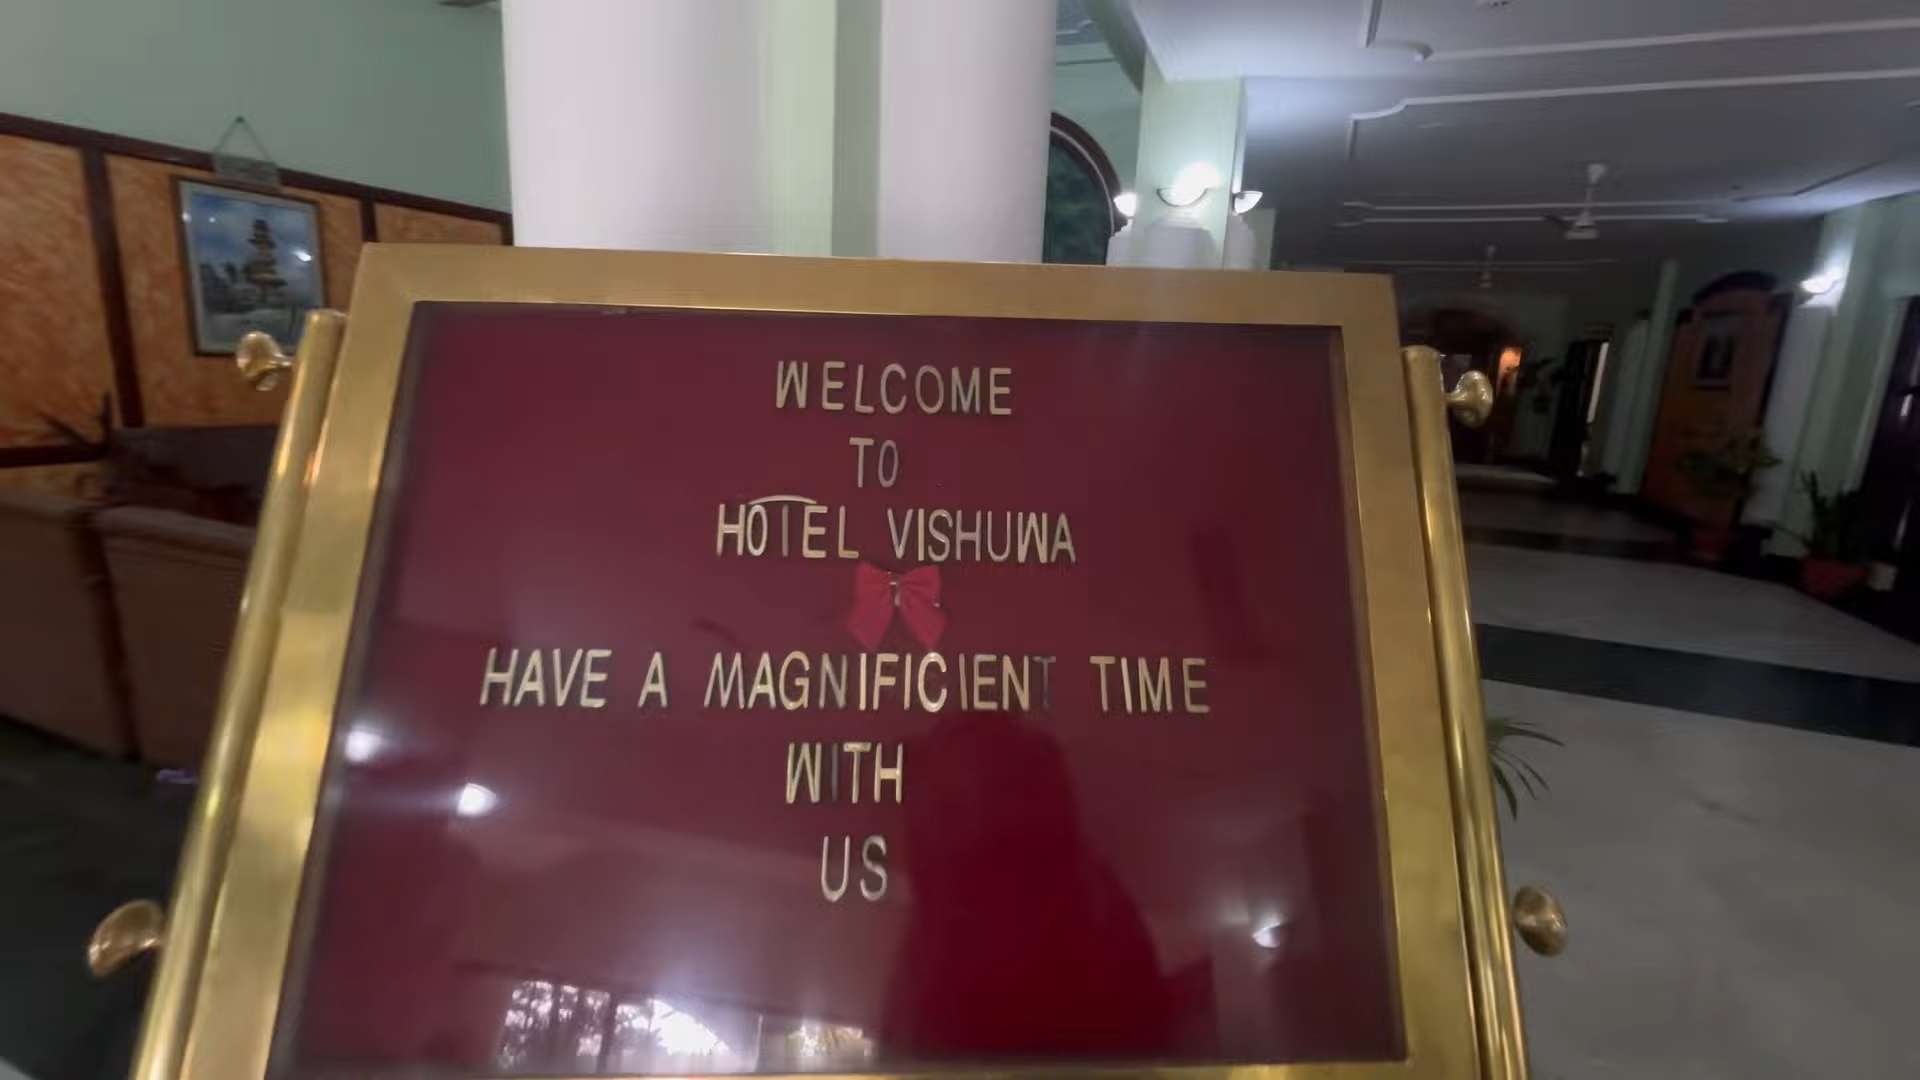 WELCOME
TO
HOTEL VISHUWA
HAVE A MAGNIFICIENT TIME
WITH
US